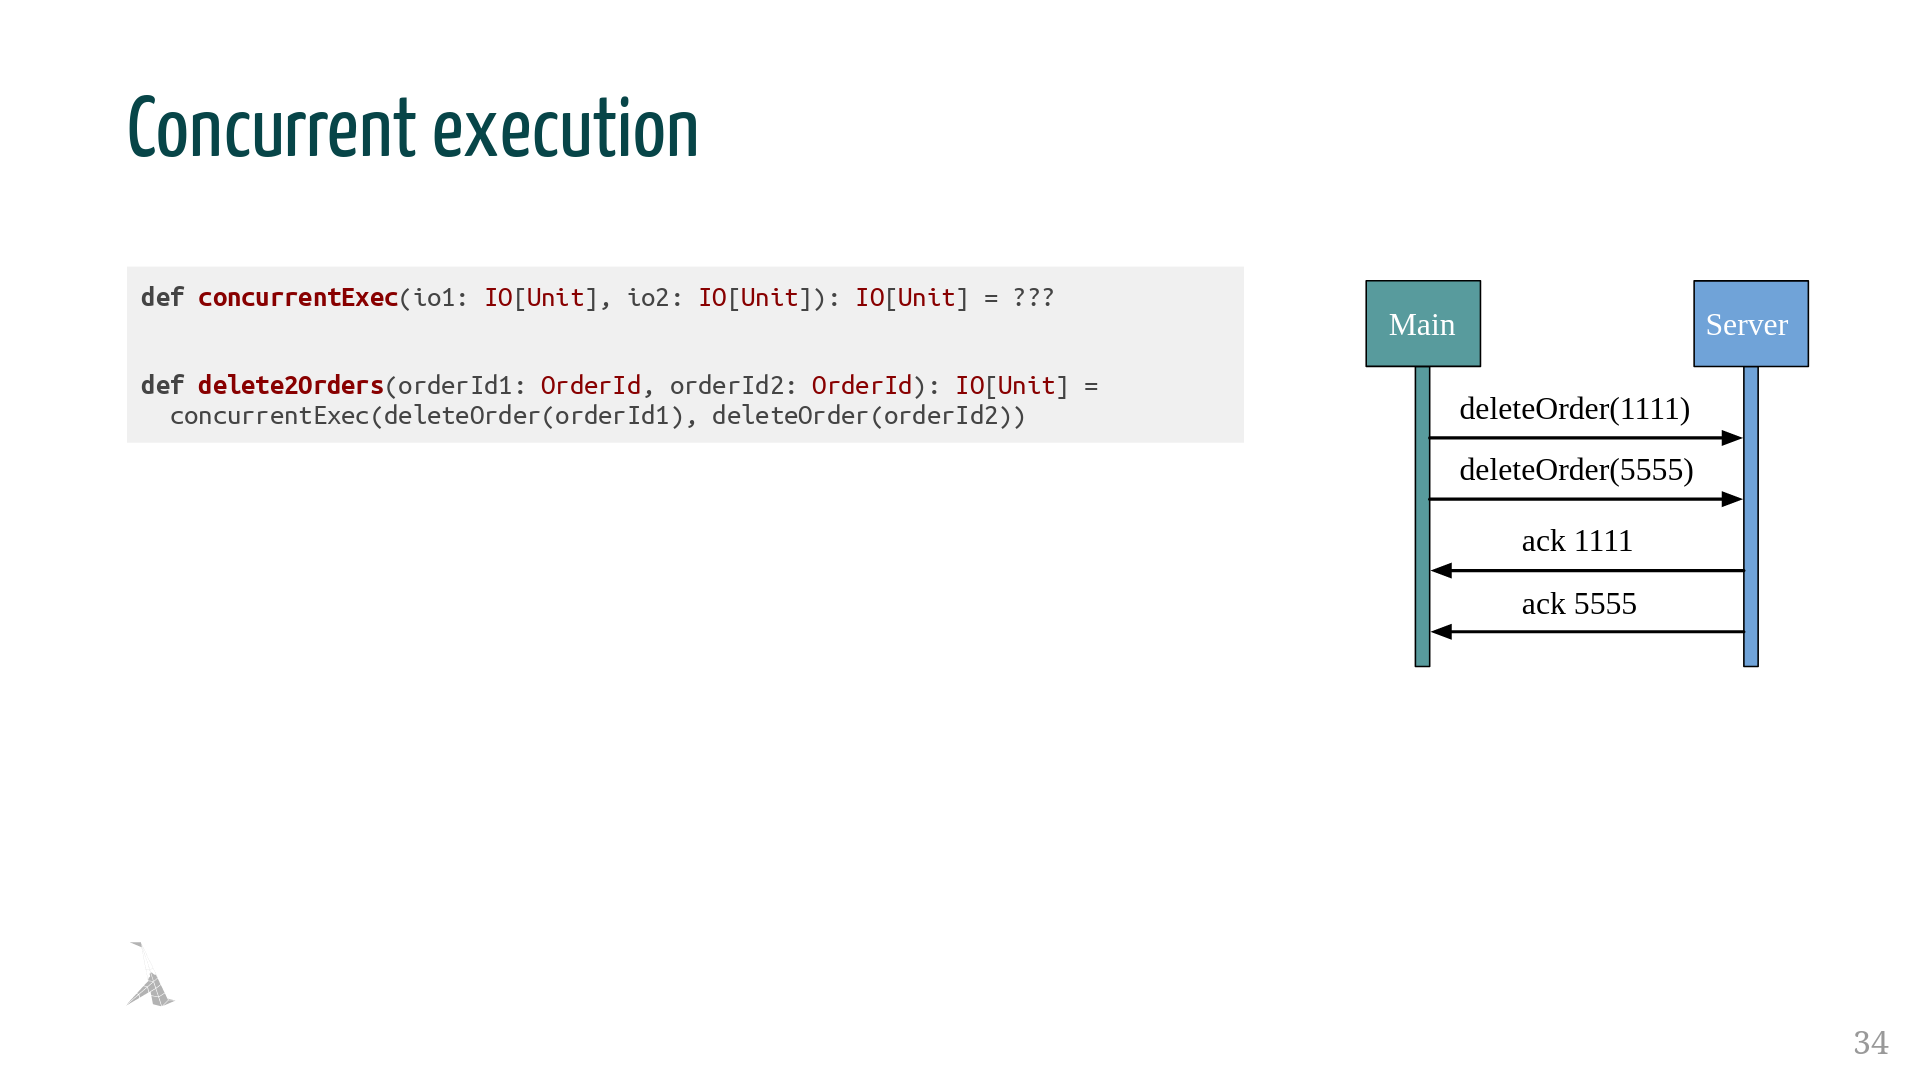 Concurrent execution
def concurrentExec(io1: IO[Unit], io2: IO[Unit]): IO[Unit] = ???
def delete2Orders(orderId1: OrderId, orderId2: OrderId): IO[Unit] =
  concurrentExec(deleteOrder(orderId1), deleteOrder(orderId2))
Main
Server
deleteOrder(1111)
deleteOrder(5555)
ack 1111
ack 5555
34